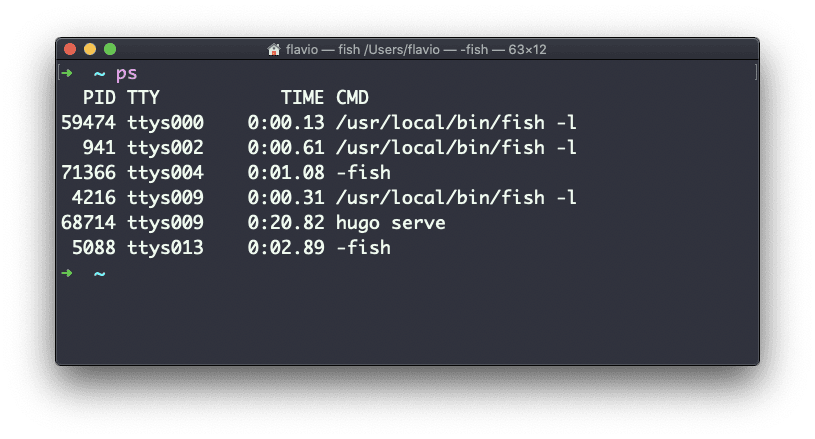 flavio — fish /Users/flavio — -fish — 63×12
➜  ~ ps
  PID TTY           TIME CMD
59474 ttys000    0:00.13 /usr/local/bin/fish -l
  941 ttys002    0:00.61 /usr/local/bin/fish -l
71366 ttys004    0:01.08 -fish
 4216 ttys009    0:00.31 /usr/local/bin/fish -l
68714 ttys009    0:20.82 hugo serve
 5088 ttys013    0:02.89 -fish
➜  ~